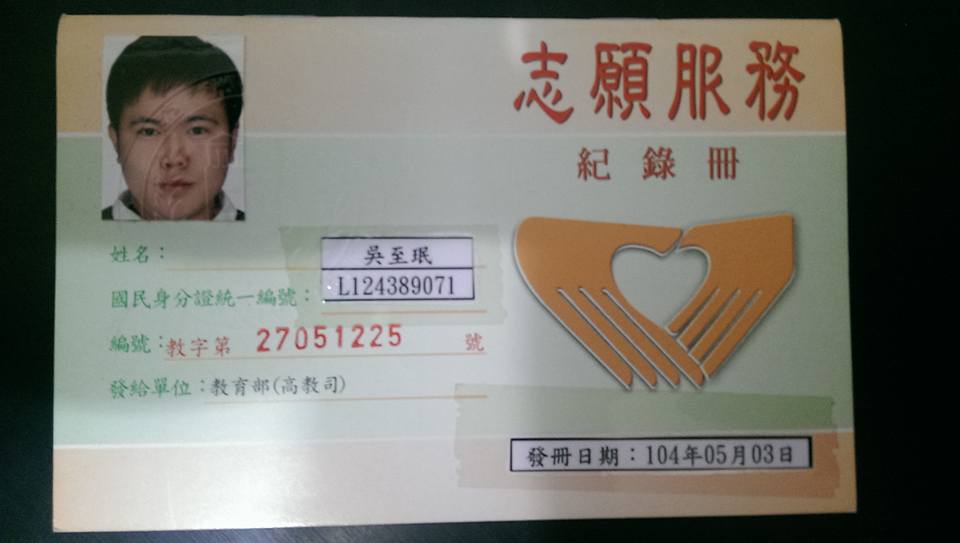 志願服務
紀錄冊
姓名：吳至珉
國民身分證統一編號：L124389071
編號：教字第 27051225 號
發給單位：教育部(高教司)
發冊日期：104年05月03日